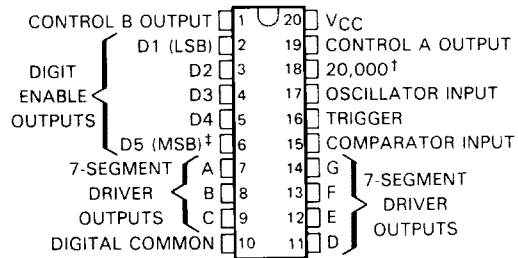 CONTROL B OUTPUT 1 20 VCC
D1 (LSB) 2 19 CONTROL A OUTPUT
DIGIT D2 3 18 20,000†
ENABLE D3 4 17 OSCILLATOR INPUT
OUTPUTS D4 5 16 TRIGGER
D5 (MSB)‡ 6 15 COMPARATOR INPUT
7-SEGMENT A 7 14 G 7-SEGMENT
DRIVER B 8 13 F DRIVER
OUTPUTS C 9 12 E OUTPUTS
DIGITAL COMMON 10 11 D